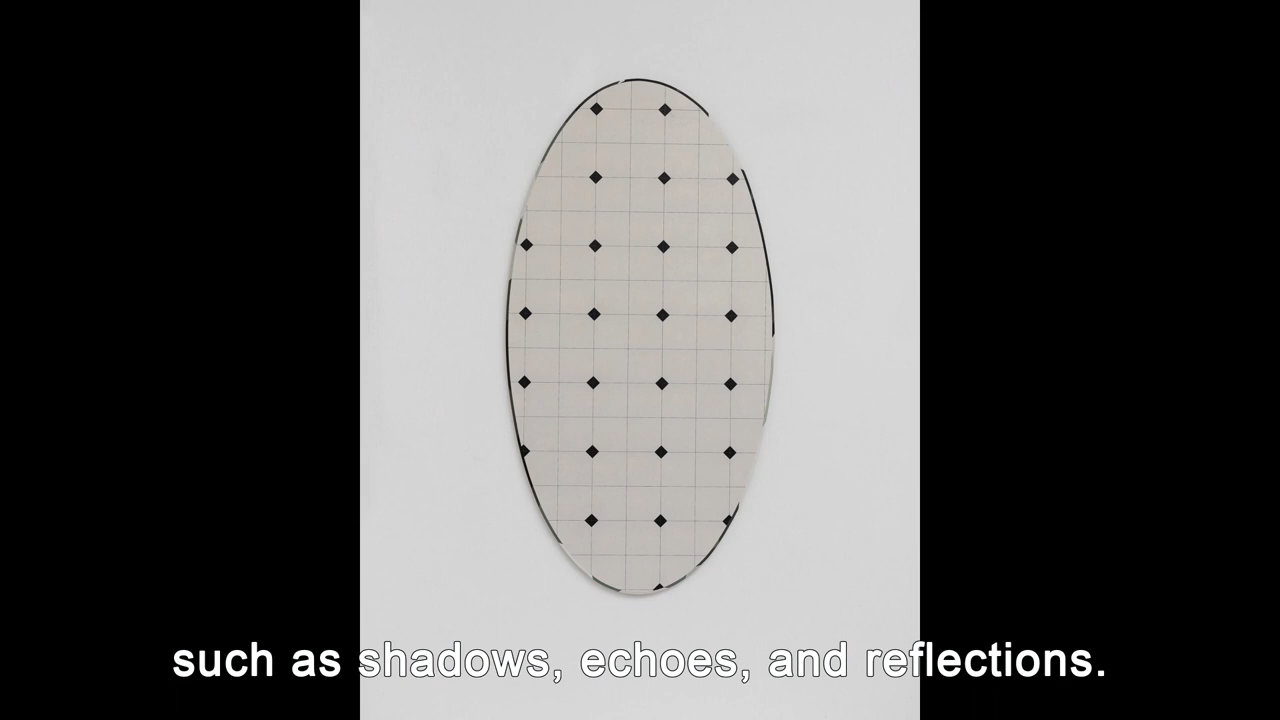 such as shadows, echoes, and reflections.